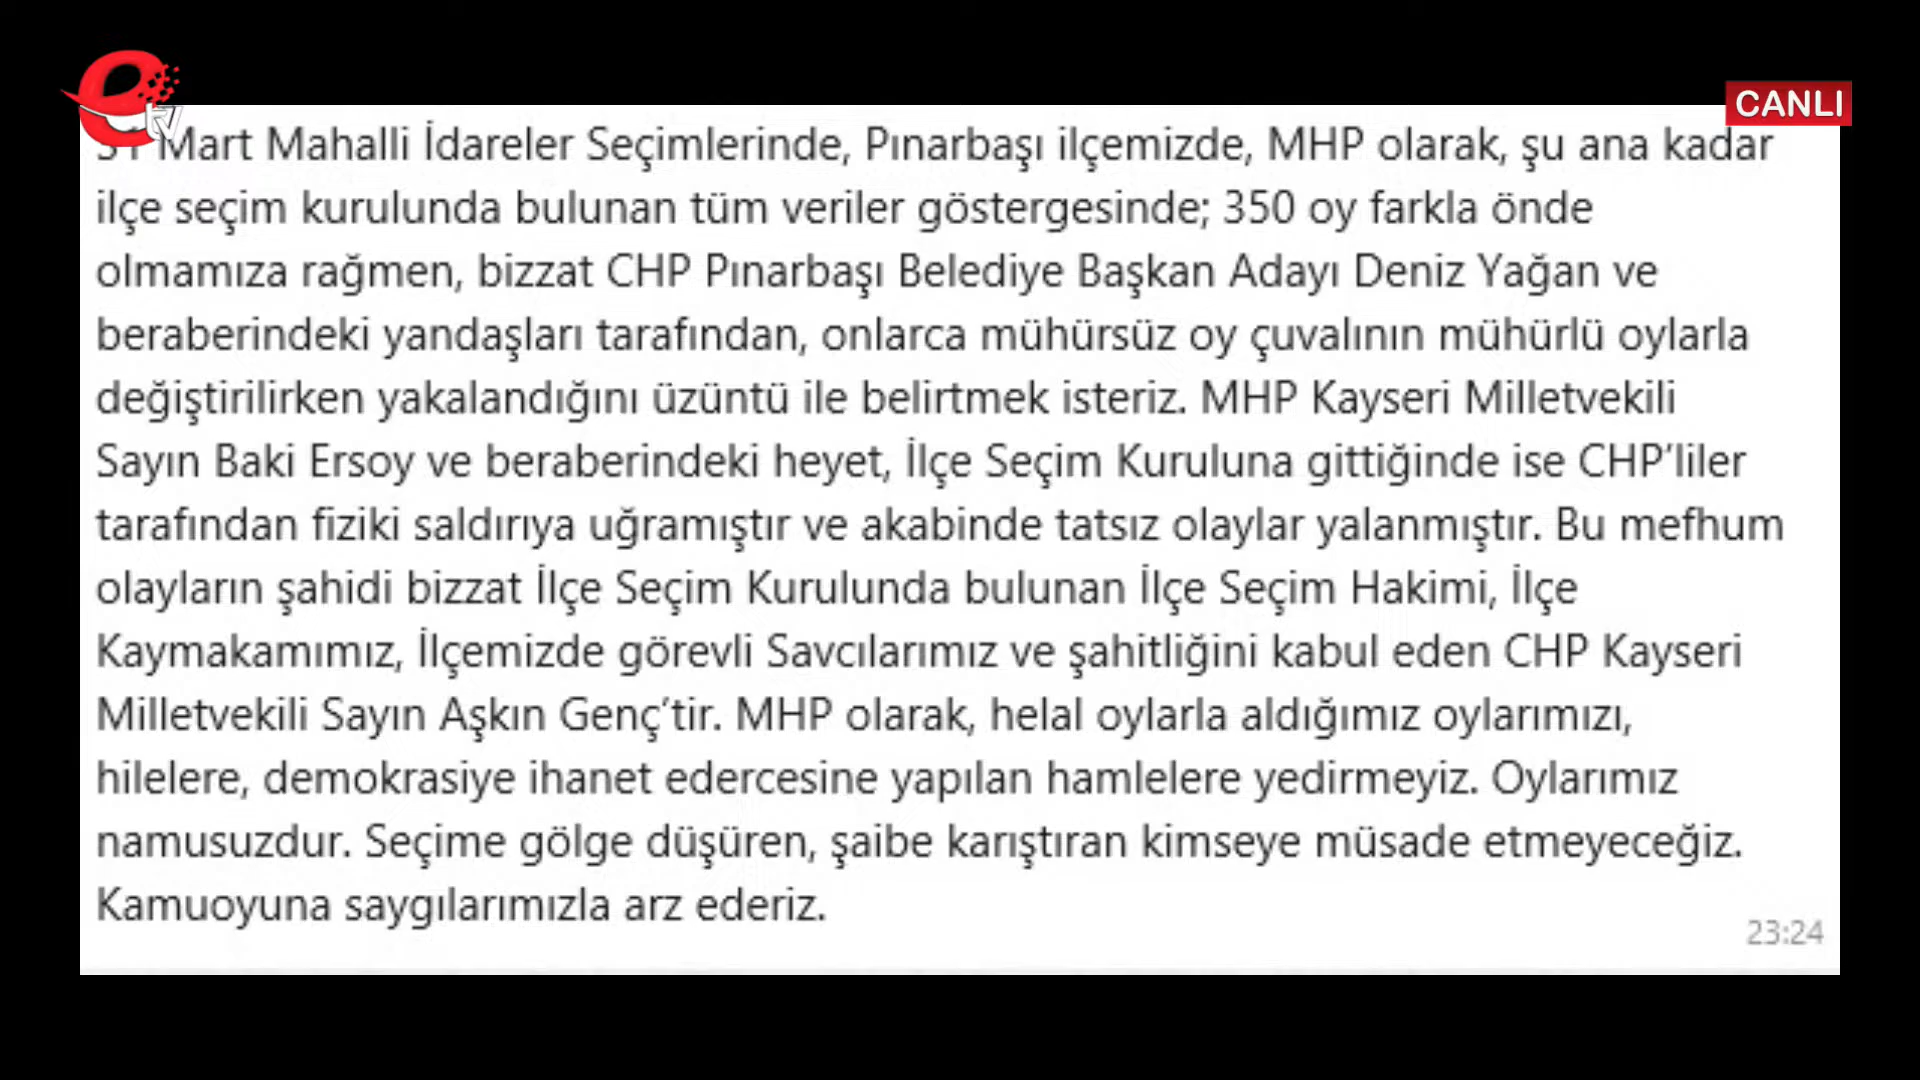 e tv
CANLI
31 Mart Mahalli İdareler Seçimlerinde, Pınarbaşı ilçemizde, MHP olarak, şu ana kadar
ilçe seçim kurulunda bulunan tüm veriler göstergesinde; 350 oy farkla önde
olmamıza rağmen, bizzat CHP Pınarbaşı Belediye Başkan Adayı Deniz Yağan ve
beraberindeki yandaşları tarafından, onlarca mühürsüz oy çuvalının mühürlü oylarla
değiştirilirken yakalandığını üzüntü ile belirtmek isteriz. MHP Kayseri Milletvekili
Sayın Baki Ersoy ve beraberindeki heyet, İlçe Seçim Kuruluna gittiğinde ise CHP'liler
tarafından fiziki saldırıya uğramıştır ve akabinde tatsız olaylar yalanmıştır. Bu mefhum
olayların şahidi bizzat İlçe Seçim Kurulunda bulunan İlçe Seçim Hakimi, İlçe
Kaymakamımız, İlçemizde görevli Savcılarımız ve şahitliğini kabul eden CHP Kayseri
Milletvekili Sayın Aşkın Genç'tir. MHP olarak, helal oylarla aldığımız oylarımızı,
hilelere, demokrasiye ihanet edercesine yapılan hamlelere yedirmeyiz. Oylarımız
namusuzdur. Seçime gölge düşüren, şaibe karıştıran kimseye müsade etmeyeceğiz.
Kamuoyuna saygılarımızla arz ederiz.
23:24